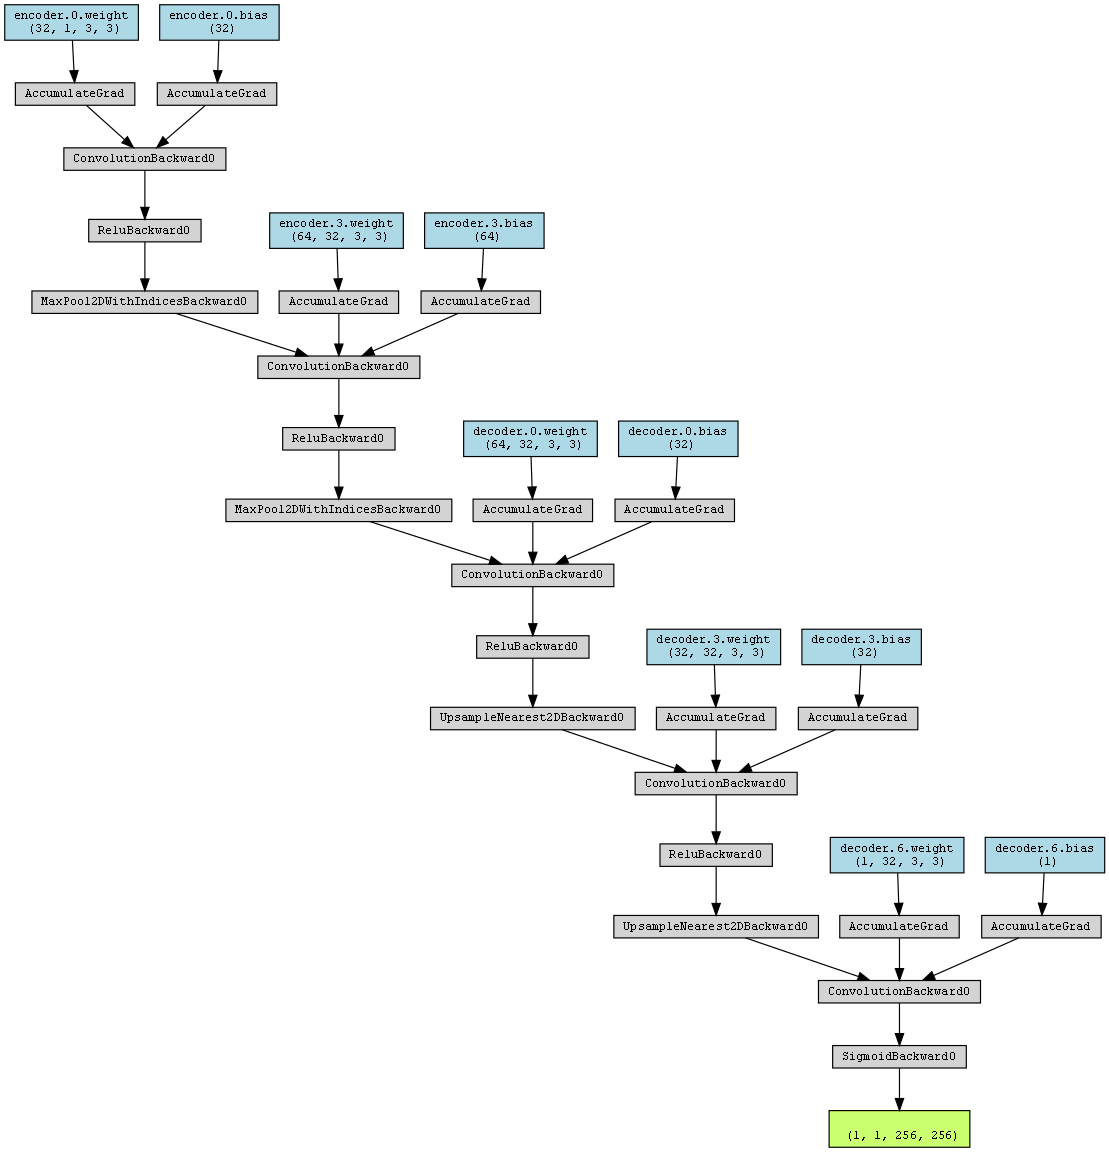 encoder.0.weight
(32, 1, 3, 3)
encoder.0.bias
(32)
AccumulateGrad
AccumulateGrad
ConvolutionBackward0
ReluBackward0
encoder.3.weight
(64, 32, 3, 3)
encoder.3.bias
(64)
MaxPool2DWithIndicesBackward0
AccumulateGrad
AccumulateGrad
ConvolutionBackward0
ReluBackward0
decoder.0.weight
(64, 32, 3, 3)
decoder.0.bias
(32)
MaxPool2DWithIndicesBackward0
AccumulateGrad
AccumulateGrad
ConvolutionBackward0
ReluBackward0
decoder.3.weight
(32, 32, 3, 3)
decoder.3.bias
(32)
UpsampleNearest2DBackward0
AccumulateGrad
AccumulateGrad
ConvolutionBackward0
ReluBackward0
decoder.6.weight
(1, 32, 3, 3)
decoder.6.bias
(1)
UpsampleNearest2DBackward0
AccumulateGrad
AccumulateGrad
ConvolutionBackward0
SigmoidBackward0
(1, 1, 256, 256)